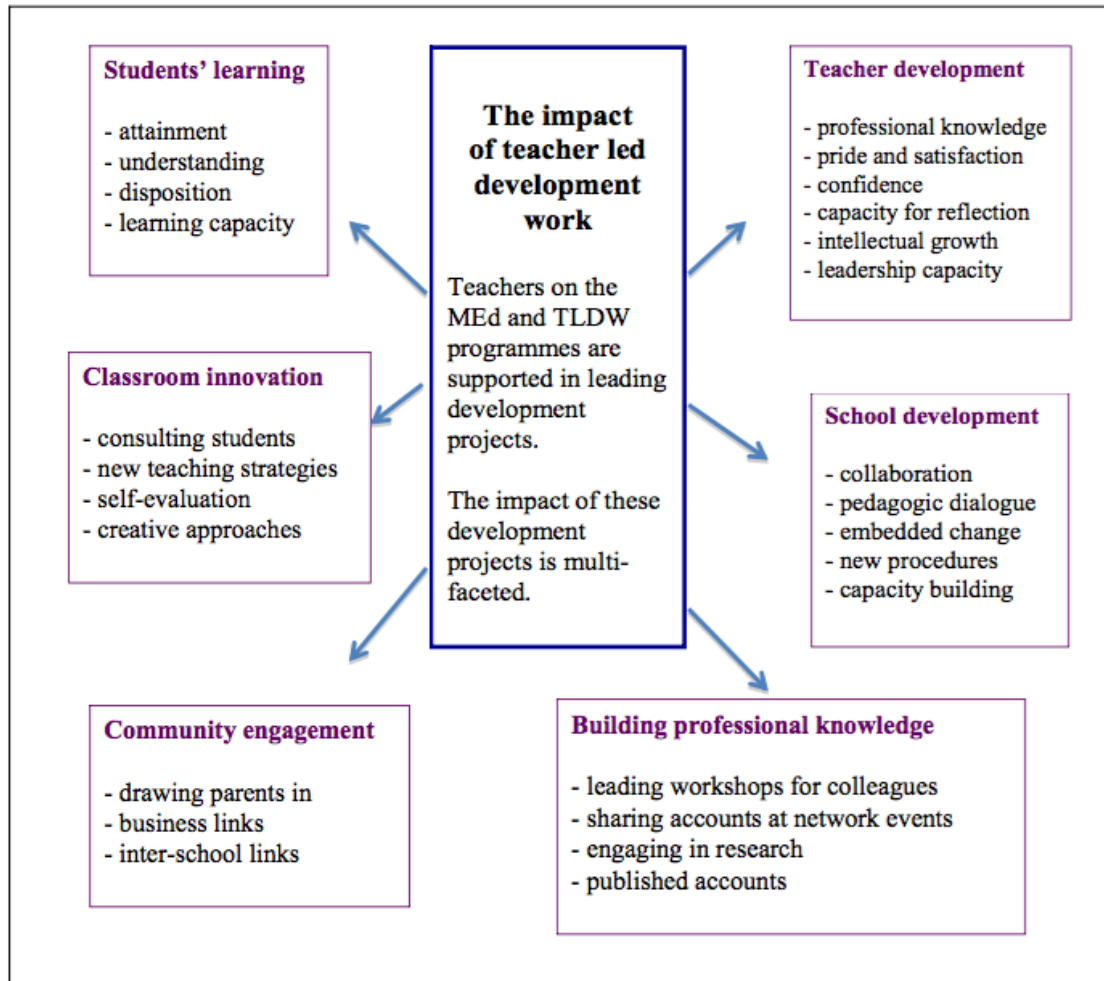 Students’ learning
- attainment
- understanding
- disposition
- learning capacity
Classroom innovation
- consulting students
- new teaching strategies
- self-evaluation
- creative approaches
Community engagement
- drawing parents in
- business links
- inter-school links
The impact
of teacher led
development
work
Teachers on the
MEd and TLDW
programmes are
supported in leading
development
projects.
The impact of these
development
projects is multi-
faceted.
Teacher development
- professional knowledge
- pride and satisfaction
- confidence
- capacity for reflection
- intellectual growth
- leadership capacity
School development
- collaboration
- pedagogic dialogue
- embedded change
- new procedures
- capacity building
Building professional knowledge
- leading workshops for colleagues
- sharing accounts at network events
- engaging in research
- published accounts